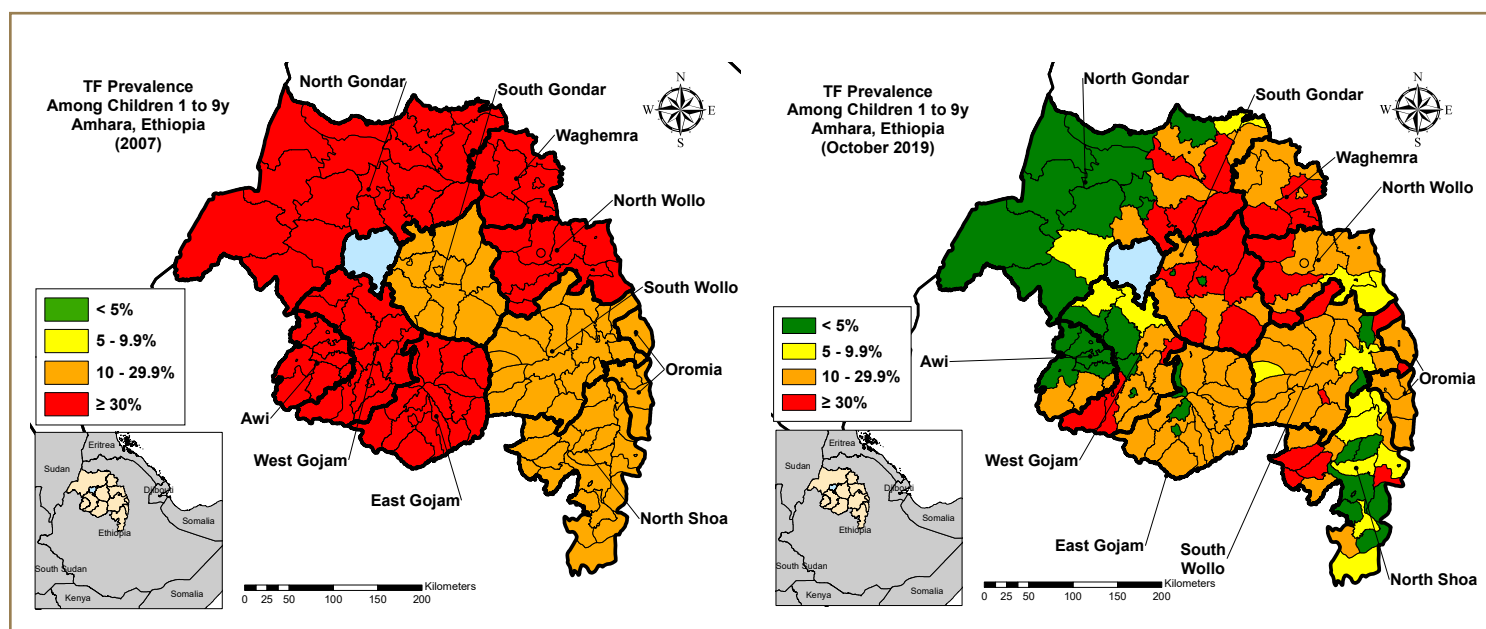 TF Prevalence
Among Children 1 to 9y
Amhara, Ethiopia
(2007)
North Gondar
South Gondar
N
W E
S
Waghemra
North Wollo
South Wollo
< 5%
5 - 9.9%
10 - 29.9%
≥ 30%
Oromia
Awi
West Gojam
East Gojam
North Shoa
Eritrea
Sudan
Djibouti
Somalia
Ethiopia
South Sudan
Kenya
Somalia
Kilometers
0 25 50 100 150 200
TF Prevalence
Among Children 1 to 9y
Amhara, Ethiopia
(October 2019)
North Gondar
South Gondar
N
W E
S
Waghemra
North Wollo
< 5%
5 - 9.9%
10 - 29.9%
≥ 30%
Awi
Oromia
West Gojam
East Gojam
South
Wollo
North Shoa
Eritrea
Sudan
Djibouti
Somalia
Ethiopia
South Sudan
Kenya
Somalia
Kilometers
0 25 50 100 150 200